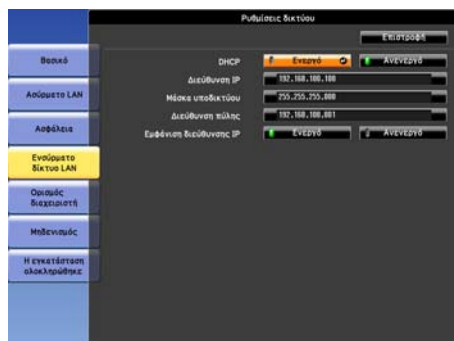 Ρυθμίσεις δικτύου
Επιστροφή
Βασικό
Ασύρματο LAN
Ασφάλεια
Ενσύρματο δίκτυο LAN
Ορισμός διαχειριστή
Μηδενισμός
Η εγκατάσταση ολοκληρώθηκε
DHCP Ενεργό Ανενεργό
Διεύθυνση IP 192.168.100.100
Μάσκα υποδικτύου 255.255.255.000
Διεύθυνση πύλης 192.168.100.001
Εμφάνιση διεύθυνσης IP Ενεργό Ανενεργό